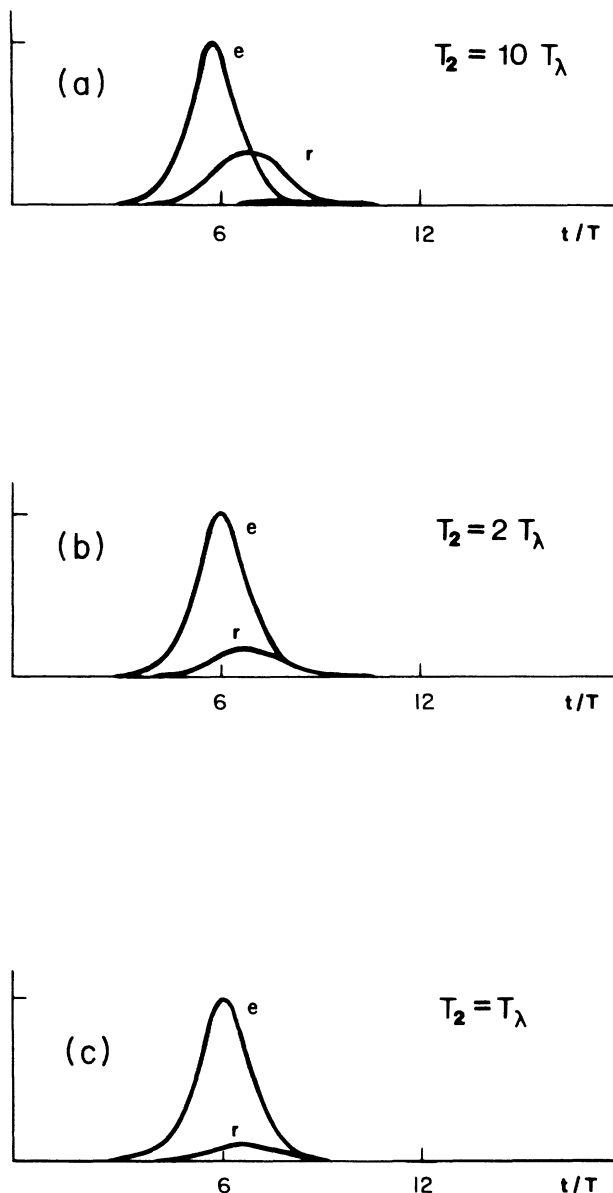 (a)
e
r
T₂ = 10 T_λ
6
12
t/T
(b)
e
r
T₂ = 2 T_λ
6
12
t/T
(c)
e
r
T₂ = T_λ
6
12
t/T